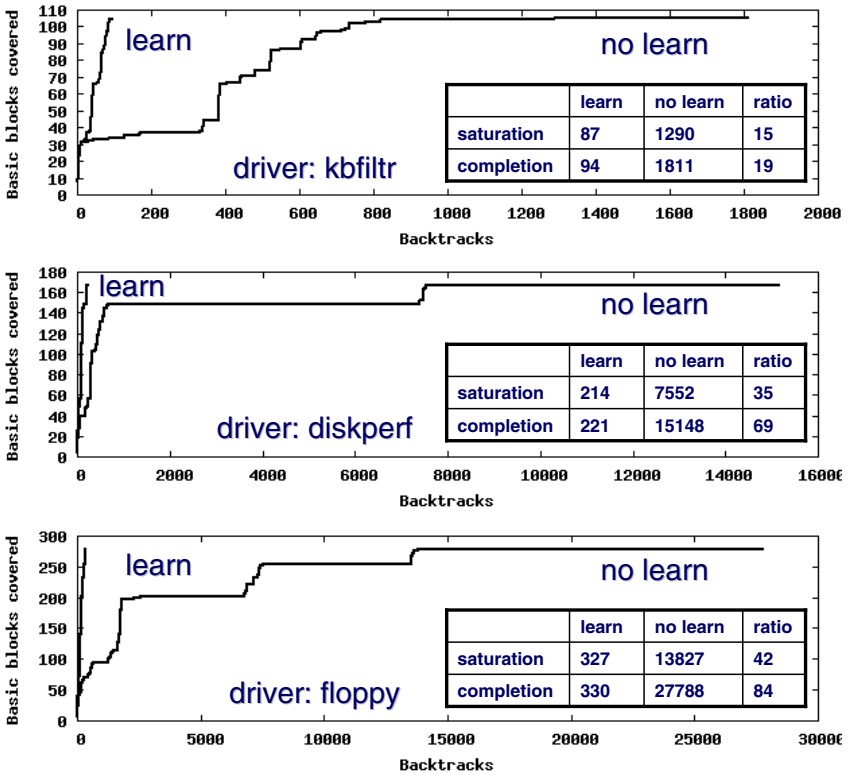 Basic blocks covered
110
100
90
80
70
60
50
40
30
20
10
0
learn
no learn
learn no learn ratio
saturation 87 1290 15
completion 94 1811 19
driver: kbfiltr
0 200 400 600 800 1000 1200 1400 1600 1800 2000
Backtracks
Basic blocks covered
180
160
140
120
100
80
60
40
20
0
learn
no learn
learn no learn ratio
saturation 214 7552 35
completion 221 15148 69
driver: diskperf
0 2000 4000 6000 8000 10000 12000 14000 16000
Backtracks
Basic blocks covered
300
250
200
150
100
50
0
learn
no learn
learn no learn ratio
saturation 327 13827 42
completion 330 27788 84
driver: floppy
0 5000 10000 15000 20000 25000 30000
Backtracks